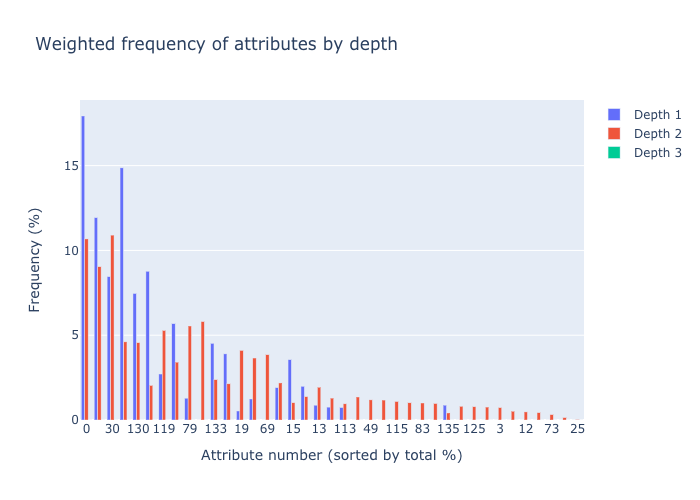 Weighted frequency of attributes by depth
Depth 1
Depth 2
Depth 3
Frequency (%)
15
10
5
0
0 30 130 119 79 133 19 69 15 13 113 49 115 83 135 125 3 12 73 25
Attribute number (sorted by total %)